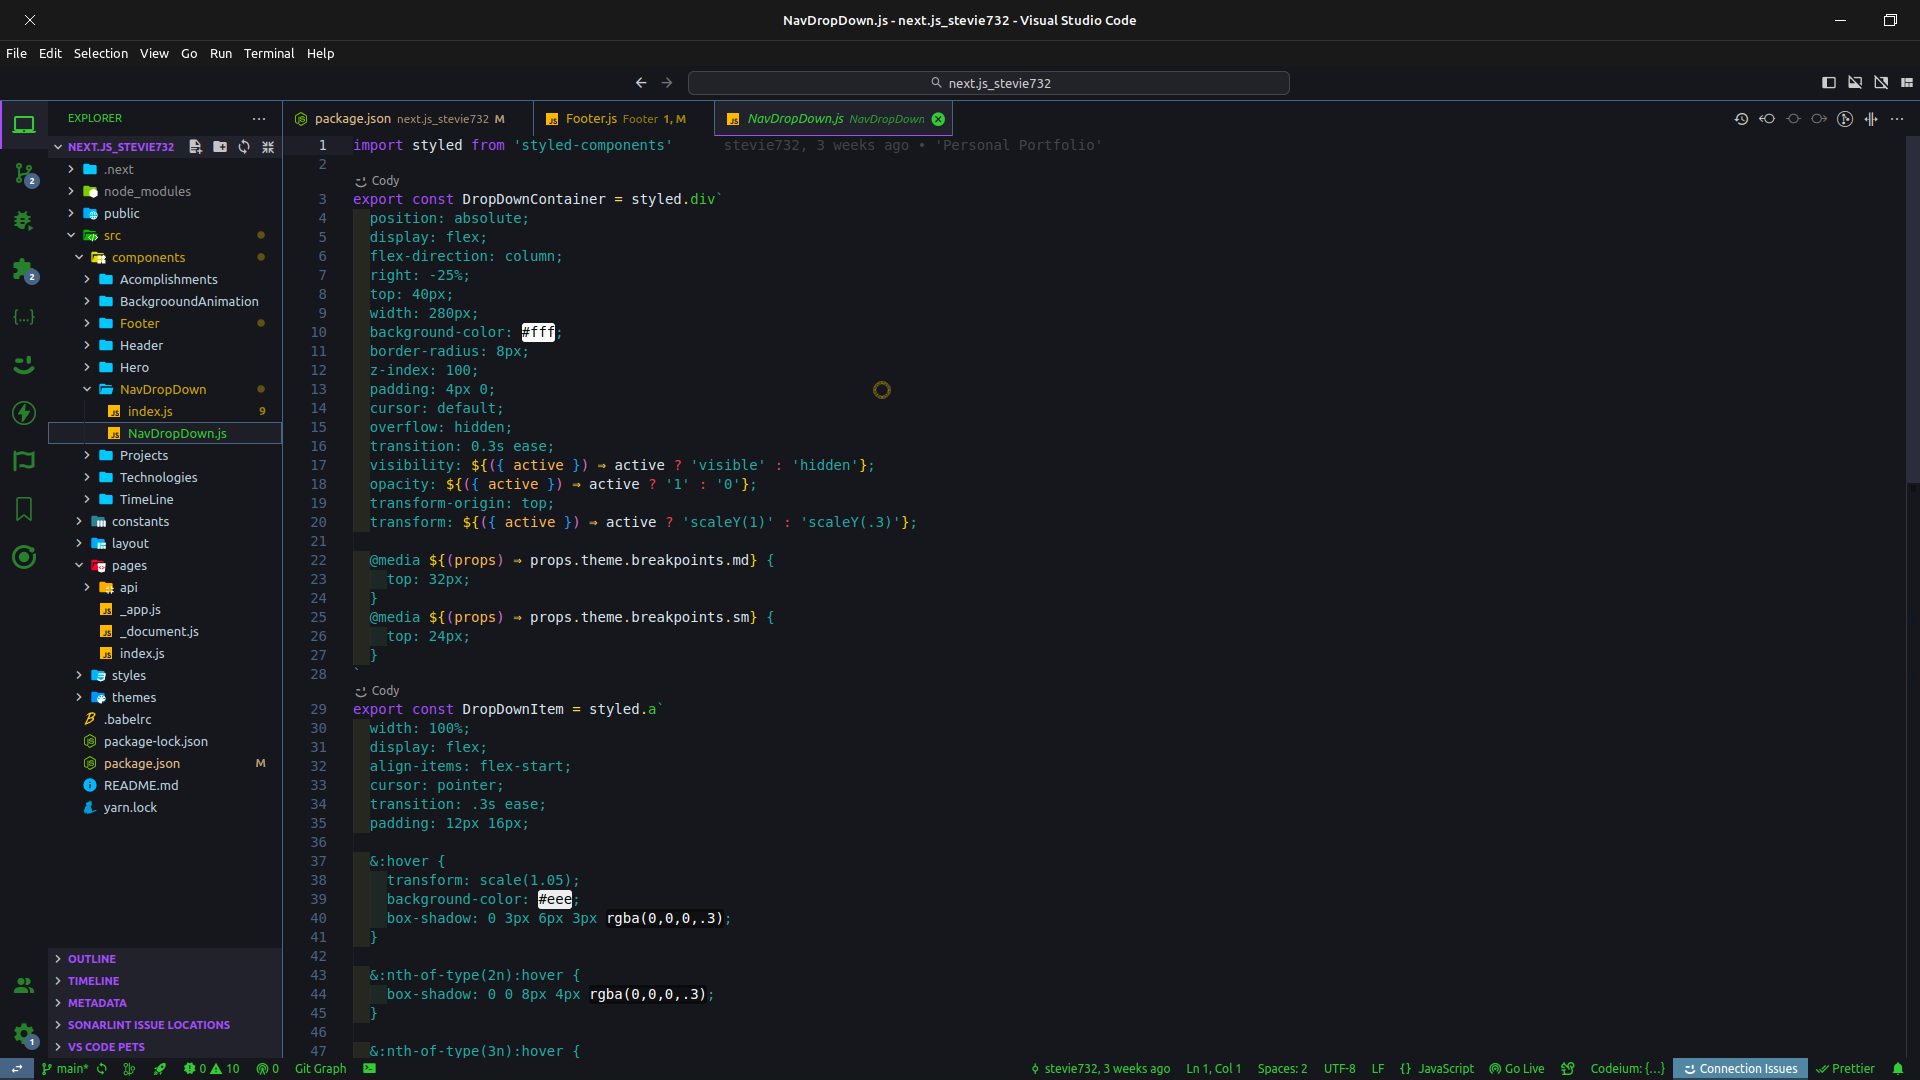 NavDropDown.js - next.js_stevie732 - Visual Studio Code
File Edit Selection View Go Run Terminal Help
next.js_stevie732
EXPLORER
package.json next.js_stevie732 M
Footer.js Footer 1, M
NavDropDown.js NavDropDown
NEXT.JS_STEVIE732
.next
node_modules
public
src
components
Acomplishments
BackgrooundAnimation
Footer
Header
Hero
NavDropDown
index.js 9
NavDropDown.js
Projects
Technologies
TimeLine
constants
layout
pages
api
_app.js
_document.js
index.js
styles
themes
.babelrc
package-lock.json
package.json M
README.md
yarn.lock
OUTLINE
TIMELINE
METADATA
SONARLINT ISSUE LOCATIONS
VS CODE PETS
2
2
{...}
1
1 import styled from 'styled-components' stevie732, 3 weeks ago • 'Personal Portfolio'
2
Cody
3 export const DropDownContainer = styled.div`
4 position: absolute;
5 display: flex;
6 flex-direction: column;
7 right: -25%;
8 top: 40px;
9 width: 280px;
10 background-color: #fff;
11 border-radius: 8px;
12 z-index: 100;
13 padding: 4px 0;
14 cursor: default;
15 overflow: hidden;
16 transition: 0.3s ease;
17 visibility: ${({ active }) ⇒ active ? 'visible' : 'hidden'};
18 opacity: ${({ active }) ⇒ active ? '1' : '0'};
19 transform-origin: top;
20 transform: ${({ active }) ⇒ active ? 'scaleY(1)' : 'scaleY(.3)'};
21
22 @media ${(props) ⇒ props.theme.breakpoints.md} {
23 top: 32px;
24 }
25 @media ${(props) ⇒ props.theme.breakpoints.sm} {
26 top: 24px;
27 }
28 `
Cody
29 export const DropDownItem = styled.a`
30 width: 100%;
31 display: flex;
32 align-items: flex-start;
33 cursor: pointer;
34 transition: .3s ease;
35 padding: 12px 16px;
36
37 &:hover {
38 transform: scale(1.05);
39 background-color: #eee;
40 box-shadow: 0 3px 6px 3px rgba(0,0,0,.3);
41 }
42
43 &:nth-of-type(2n):hover {
44 box-shadow: 0 0 8px 4px rgba(0,0,0,.3);
45 }
46
47 &:nth-of-type(3n):hover {
main* 0 10 0 Git Graph stevie732, 3 weeks ago Ln 1, Col 1 Spaces: 2 UTF-8 LF {} JavaScript Go Live Codeium: {...} Connection Issues Prettier